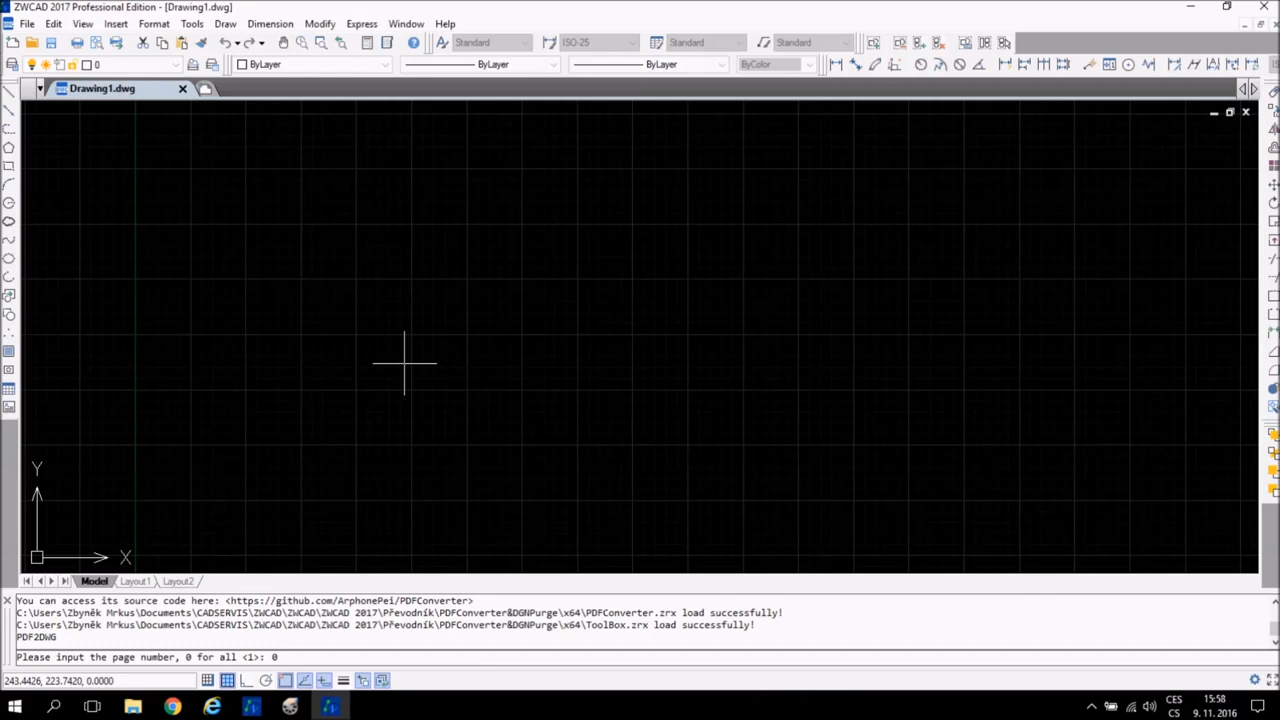 ZWCAD 2017 Professional Edition - [Drawing1.dwg]
File Edit View Insert Format Tools Draw Dimension Modify Express Window Help
Standard ISO-25 Standard Standard
0 ByLayer ByLayer ByLayer ByColor
Drawing1.dwg
Y
X
Model Layout1 Layout2
You can access its source code here: <https://github.com/ArphonePei/PDFConverter>
C:\Users\Zbyněk Mrkus\Documents\CADSERVIS\ZWCAD\ZWCAD\ZWCAD 2017\Převodník\PDFConverter&DGNPurge\x64\PDFConverter.zrx load successfully!
C:\Users\Zbyněk Mrkus\Documents\CADSERVIS\ZWCAD\ZWCAD\ZWCAD 2017\Převodník\PDFConverter&DGNPurge\x64\ToolBox.zrx load successfully!
PDF2DWG
Please input the page number, 0 for all <1>: 0
243.4426, 223.7420, 0.0000
CES 15:58
CS 9. 11. 2016